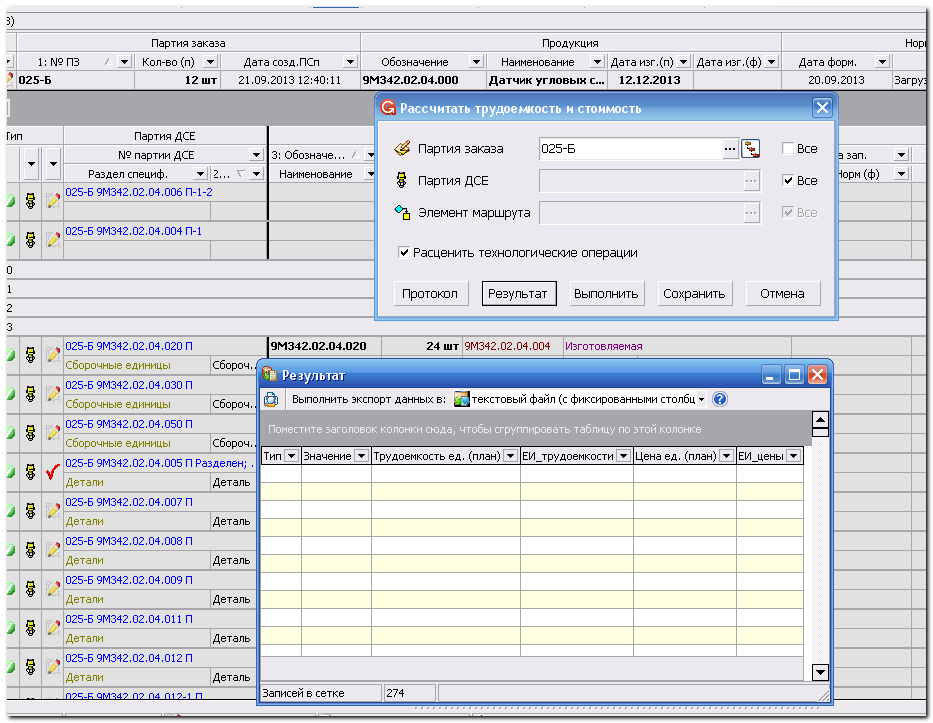 3)
Партия заказа Продукция Норм
1: № ПЗ Кол-во (п) Дата созд.ПСп Обозначение Наименование Дата изг.(п) Дата изг.(ф) Дата форм.
025-Б 12 шт 21.09.2013 12:40:11 9М342.02.04.000 Датчик угловых с... 12.12.2013 20.09.2013 Загруз
Рассчитать трудоемкость и стоимость
Тип Партия ДСЕ
№ партии ДСЕ 3: Обозначе...
Раздел специф. 2... Наименование
а зап.
Норм (ф)
Партия заказа 025-Б ... Все
Партия ДСЕ ... Все
Элемент маршрута ... Все
Расценить технологические операции
Протокол Результат Выполнить Сохранить Отмена
025-Б 9М342.02.04.006 П-1-2
025-Б 9М342.02.04.004 П-1
0
1
2
3
025-Б 9М342.02.04.020 П 9М342.02.04.020 24 шт 9М342.02.04.004 Изготовляемая
Сборочные единицы Сбороч..
025-Б 9М342.02.04.030 П
Сборочные единицы Сбороч..
025-Б 9М342.02.04.050 П
Сборочные единицы Сбороч..
025-Б 9М342.02.04.005 П Разделен; .
Детали Деталь
025-Б 9М342.02.04.007 П
Детали Деталь
025-Б 9М342.02.04.008 П
Детали Деталь
025-Б 9М342.02.04.009 П
Детали Деталь
025-Б 9М342.02.04.011 П
Детали Деталь
025-Б 9М342.02.04.012 П
Детали Деталь
025-Б 9М342.02.04.012-1 П
Результат
Выполнить экспорт данных в: текстовый файл (с фиксированными столбц
Поместите заголовок колонки сюда, чтобы сгруппировать таблицу по этой колонке
Тип Значение Трудоемкость ед. (план) ЕИ_трудоемкости Цена ед. (план) ЕИ_цены
Записей в сетке 274